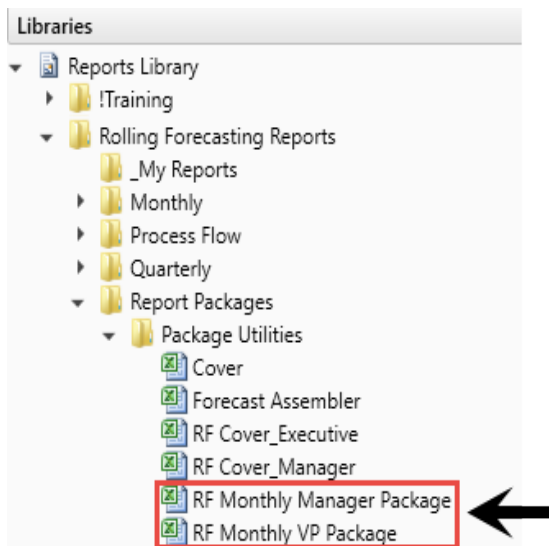 Libraries
Reports Library
!Training
Rolling Forecasting Reports
_My Reports
Monthly
Process Flow
Quarterly
Report Packages
Package Utilities
Cover
Forecast Assembler
RF Cover_Executive
RF Cover_Manager
RF Monthly Manager Package
RF Monthly VP Package